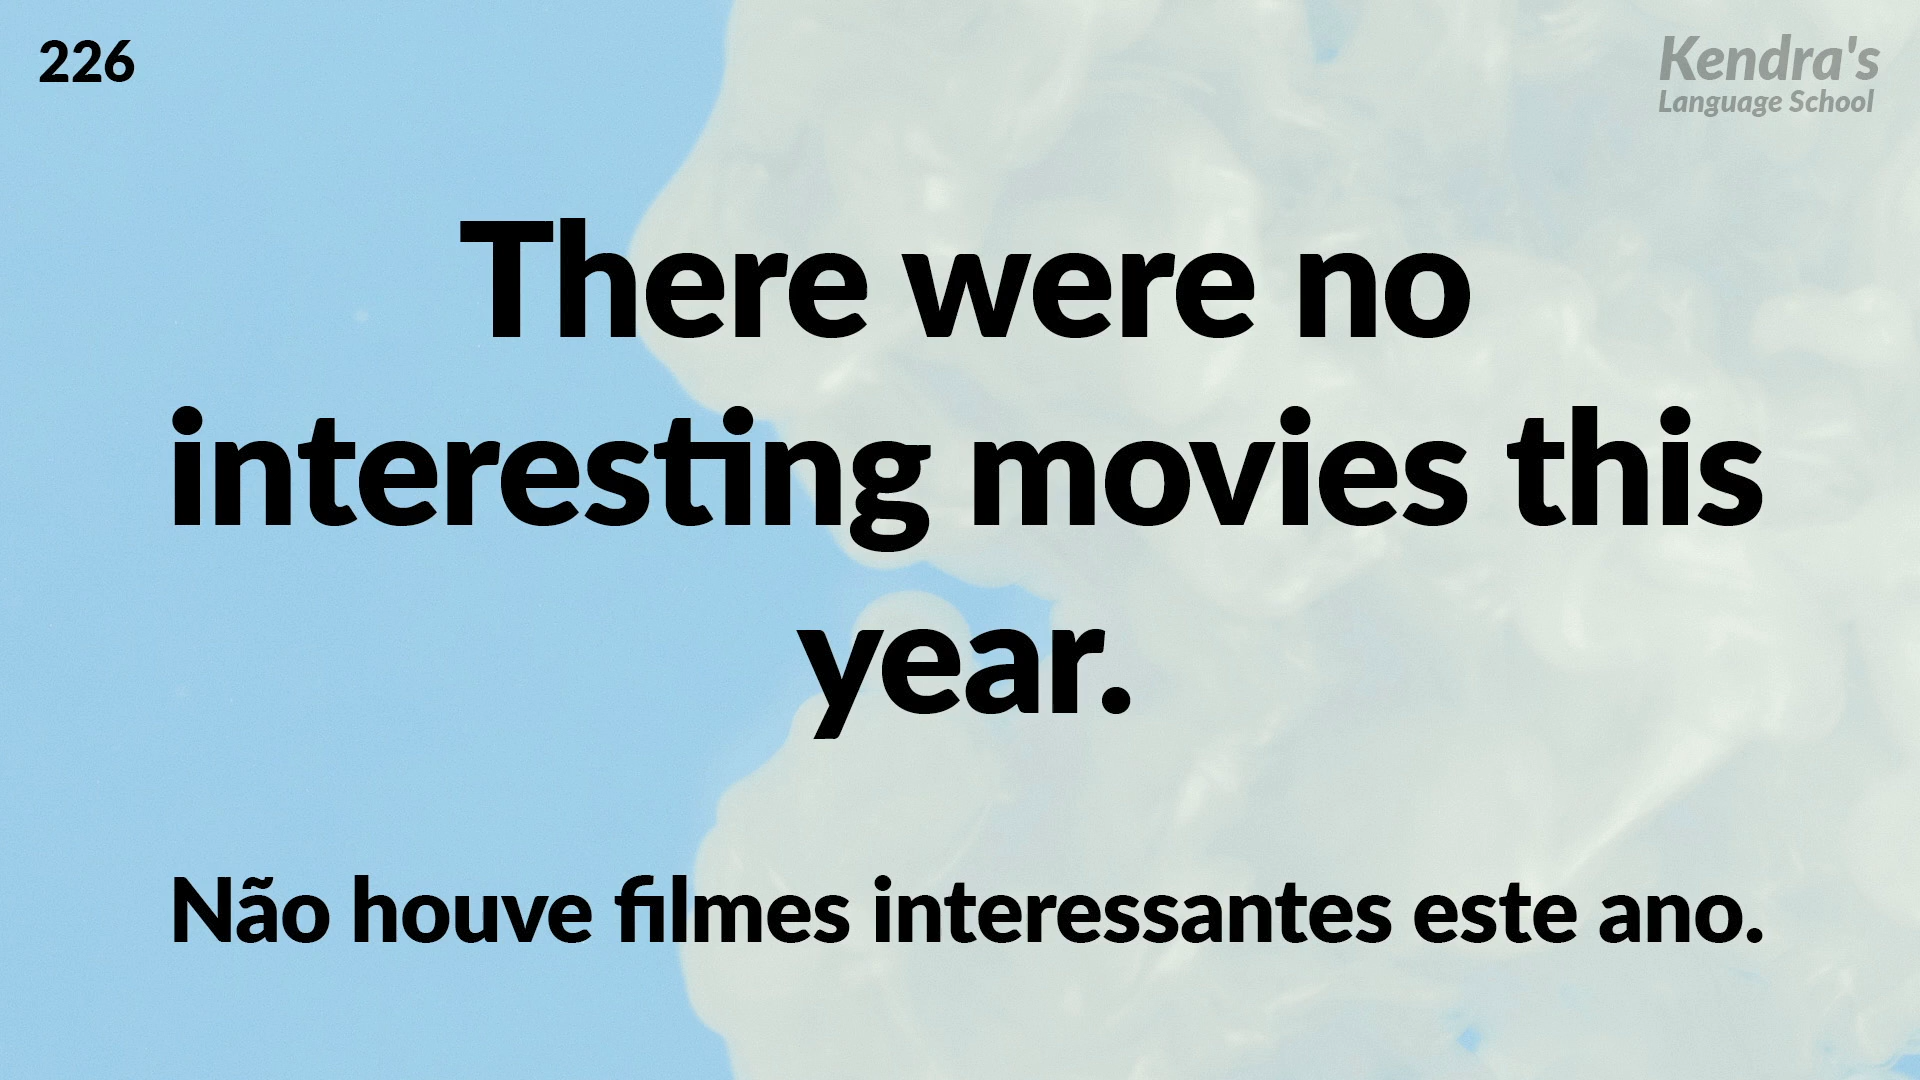 226
Kendra's
Language School
There were no
interesting movies this
year.
Não houve filmes interessantes este ano.